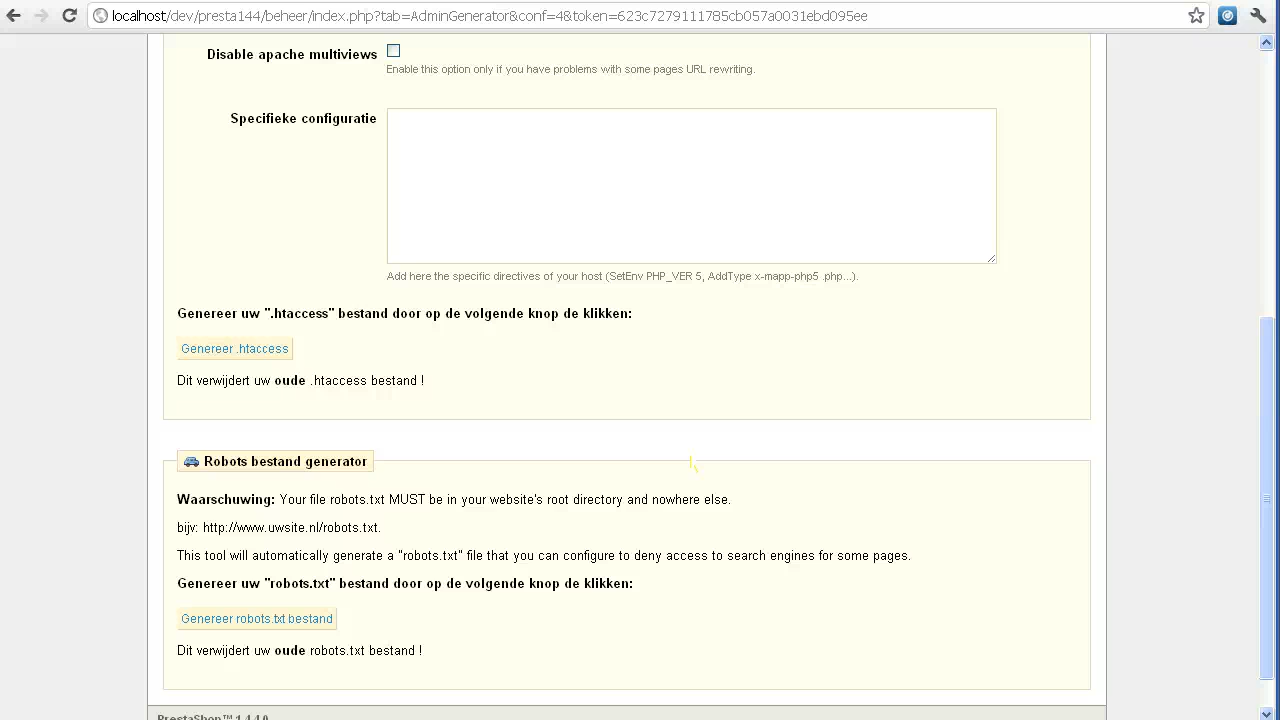 localhost/dev/presta144/beheer/index.php?tab=AdminGenerator&conf=4&token=623c7279111785cb057a0031ebd095ee
Disable apache multiviews
Enable this option only if you have problems with some pages URL rewriting.
Specifieke configuratie
Add here the specific directives of your host (SetEnv PHP_VER 5, AddType x-mapp-php5 .php...).
Genereer uw ".htaccess" bestand door op de volgende knop de klikken:
Genereer .htaccess
Dit verwijdert uw oude .htaccess bestand !
Robots bestand generator
Waarschuwing: Your file robots.txt MUST be in your website's root directory and nowhere else.
bijv: http://www.uwsite.nl/robots.txt.
This tool will automatically generate a "robots.txt" file that you can configure to deny access to search engines for some pages.
Genereer uw "robots.txt" bestand door op de volgende knop de klikken:
Genereer robots.txt bestand
Dit verwijdert uw oude robots.txt bestand !
PrestaShop™ 1.4.4.0